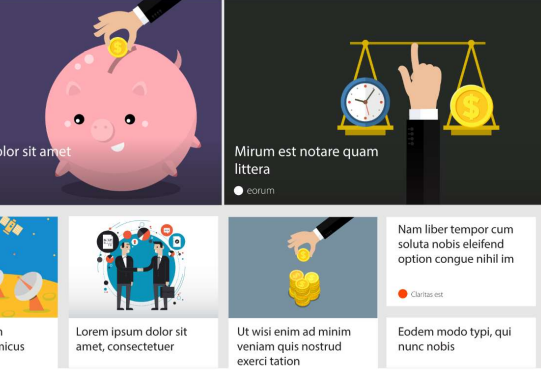 olor sit amet
Mirum est notare quam
littera
eorum
Nam liber tempor cum
soluta nobis eleifend
option congue nihil im
Claritas est
Lorem ipsum dolor sit
amet, consectetuer
Ut wisi enim ad minim
veniam quis nostrud
exerci tation
Eodem modo typi, qui
nunc nobis
micus